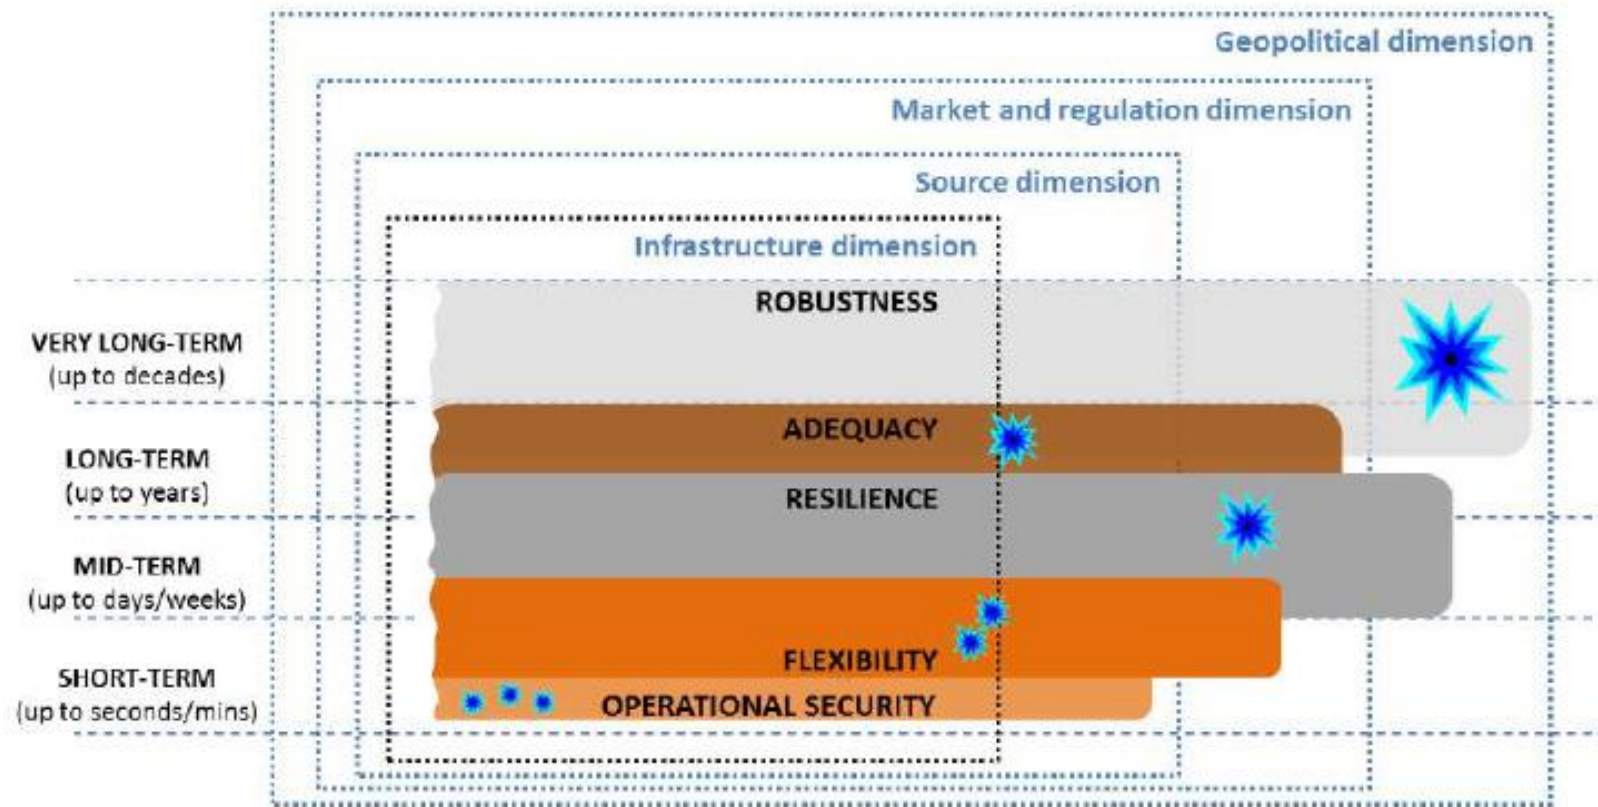 Geopolitical dimension
Market and regulation dimension
Source dimension
Infrastructure dimension
ROBUSTNESS
VERY LONG-TERM
(up to decades)
ADEQUACY
LONG-TERM
(up to years)
RESILIENCE
MID-TERM
(up to days/weeks)
FLEXIBILITY
SHORT-TERM
(up to seconds/mins)
OPERATIONAL SECURITY